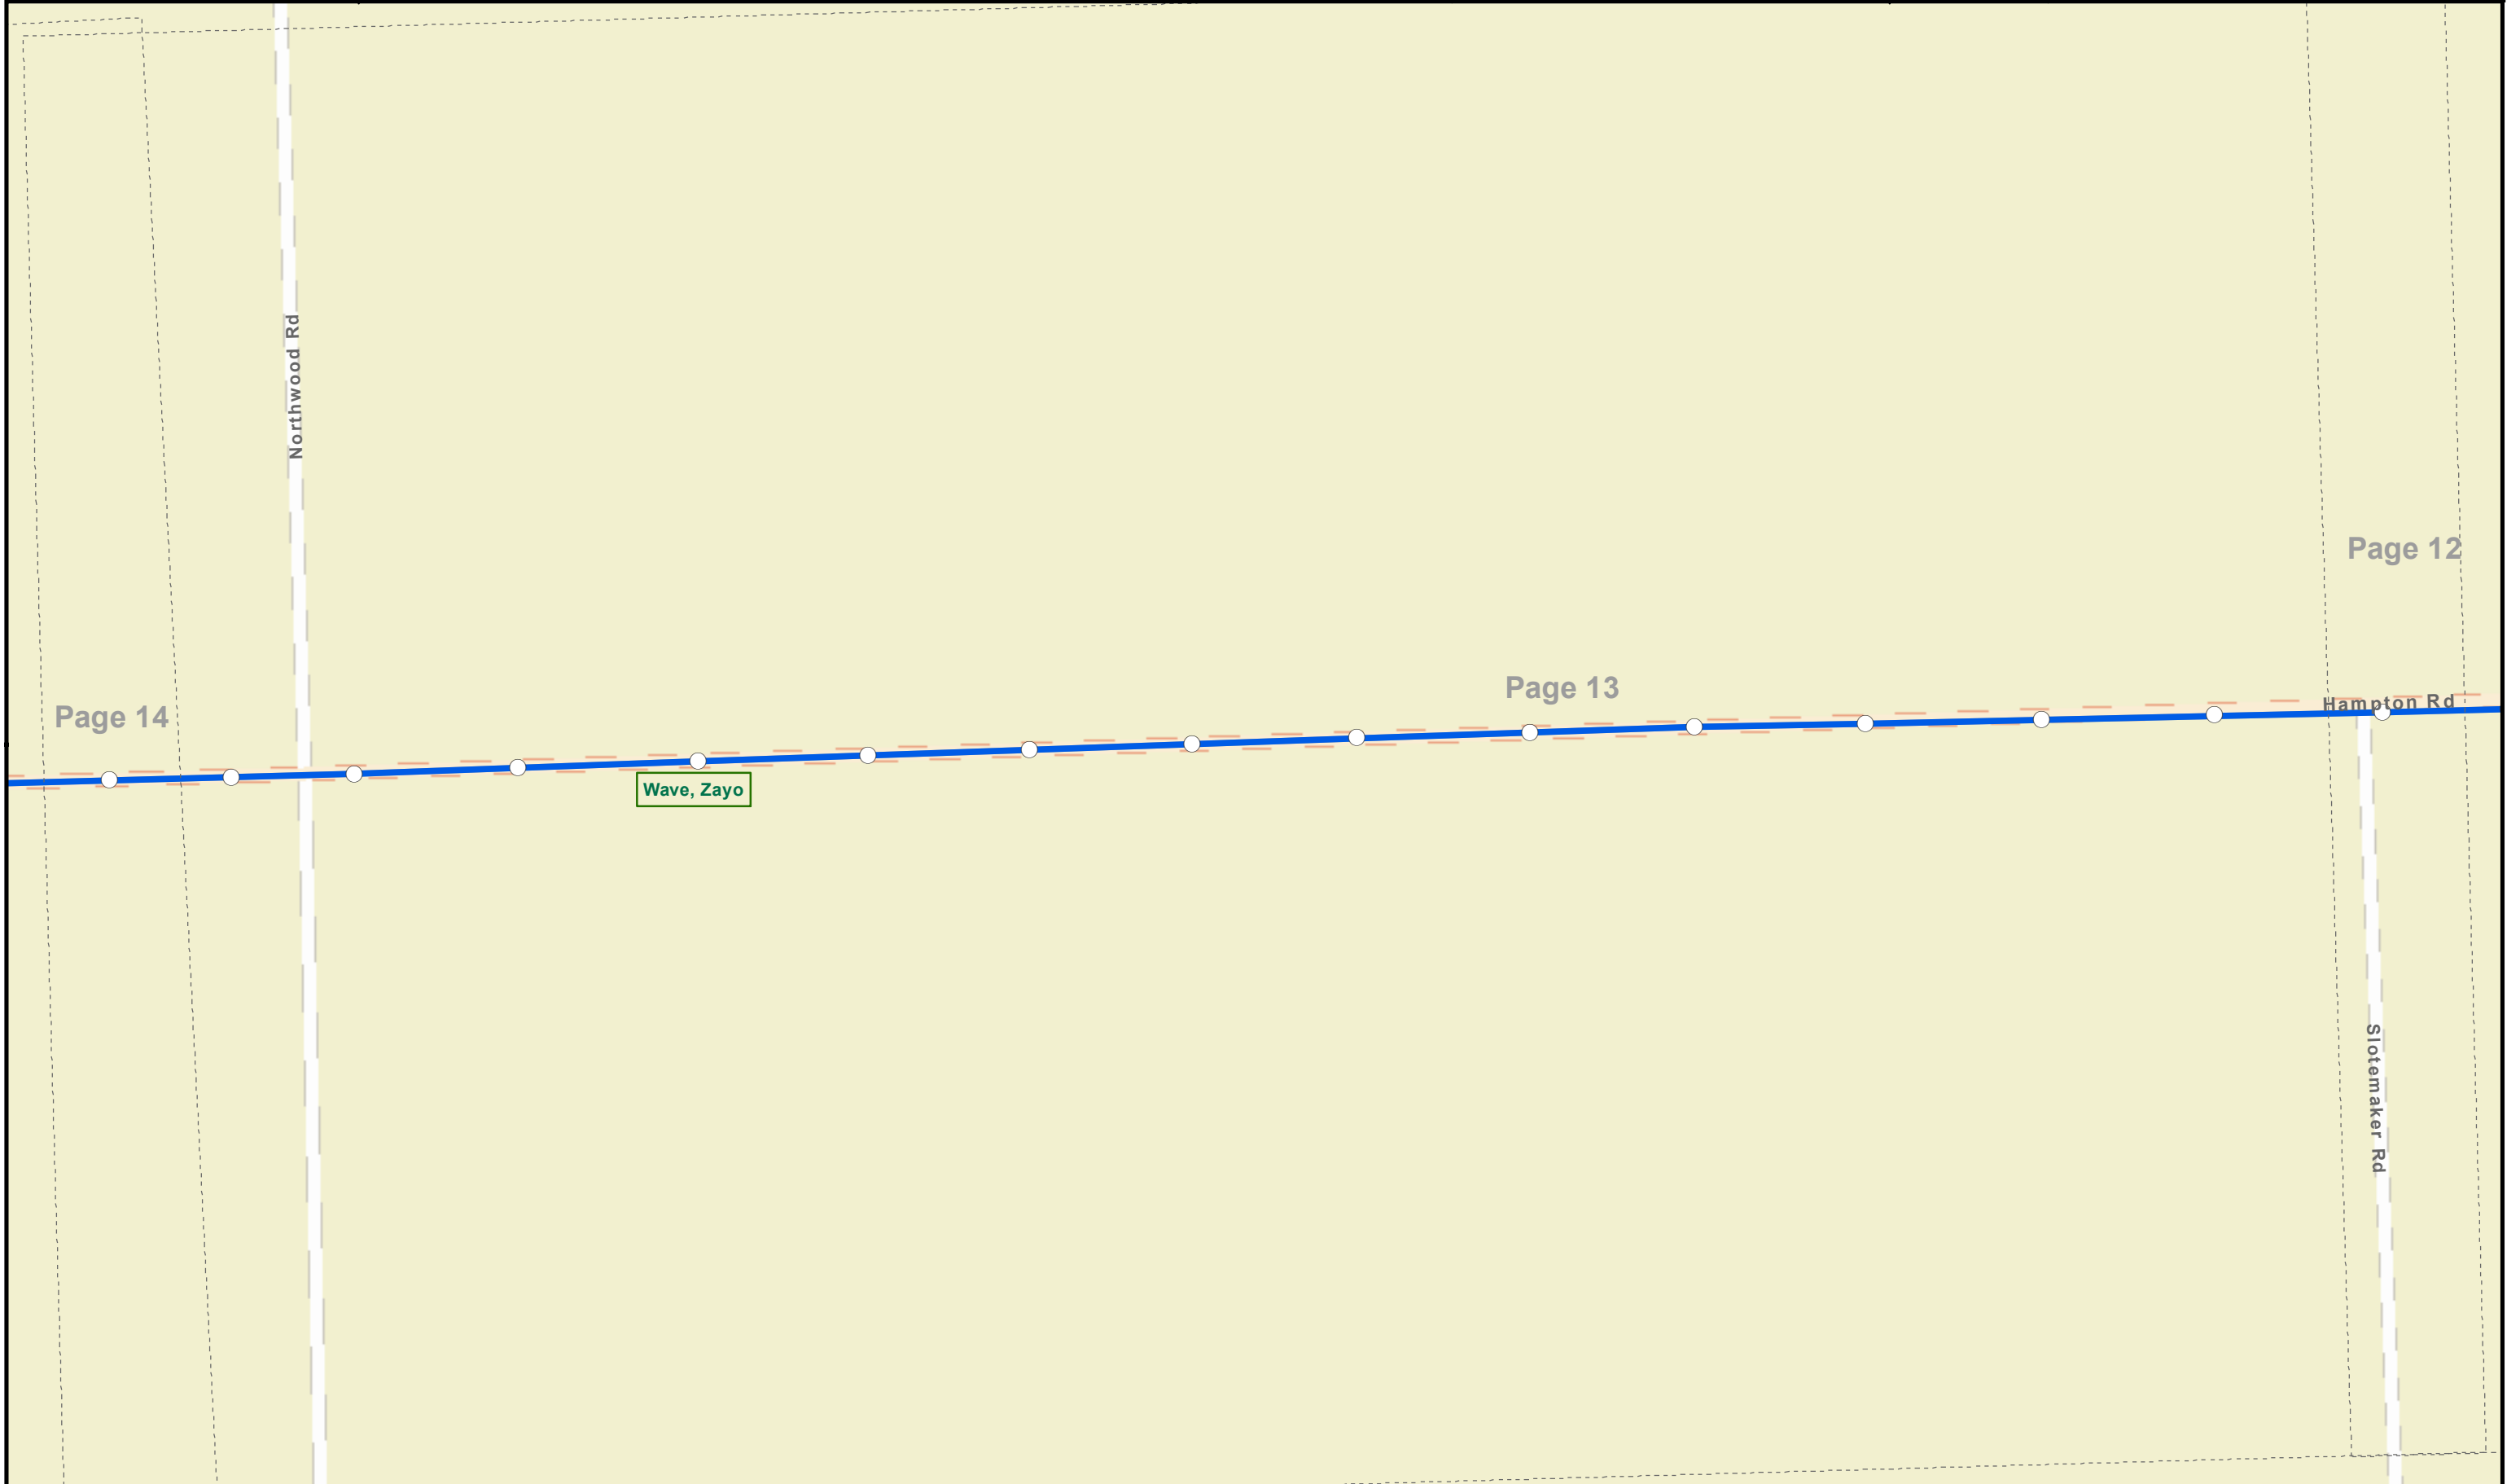 Northwood Rd
Page 12
Page 13
Hampton Rd
Page 14
Wave, Zayo
Slotemaker Rd